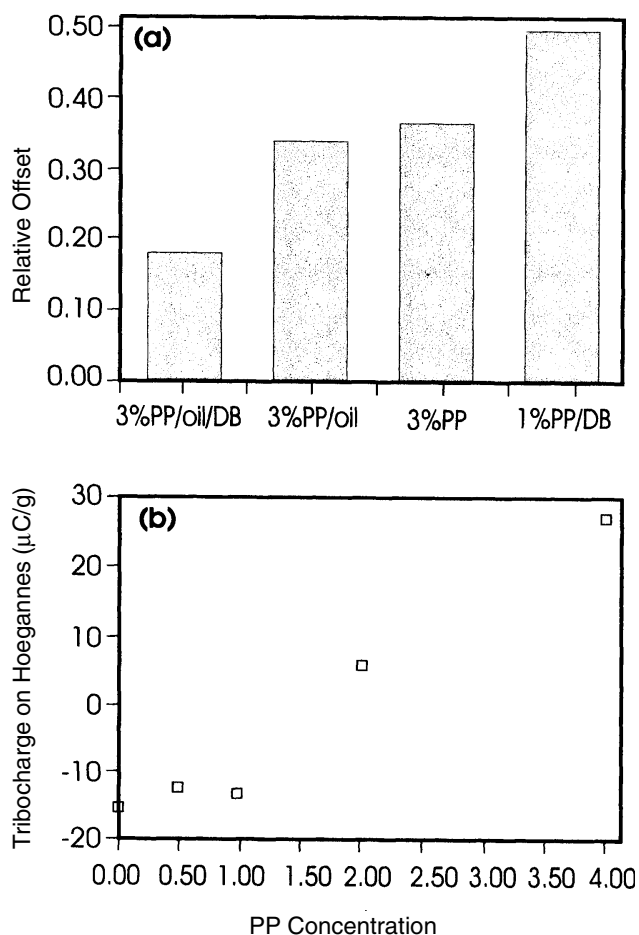 0.50
(a)
0.40
0.30
0.20
0.10
0.00
Relative Offset
3%PP/oil/DB 3%PP/oil 3%PP 1%PP/DB
30
(b)
20
10
0
-10
-20
Tribocharge on Hoegannes (μC/g)
0.00 0.50 1.00 1.50 2.00 2.50 3.00 1.50 4.00
PP Concentration